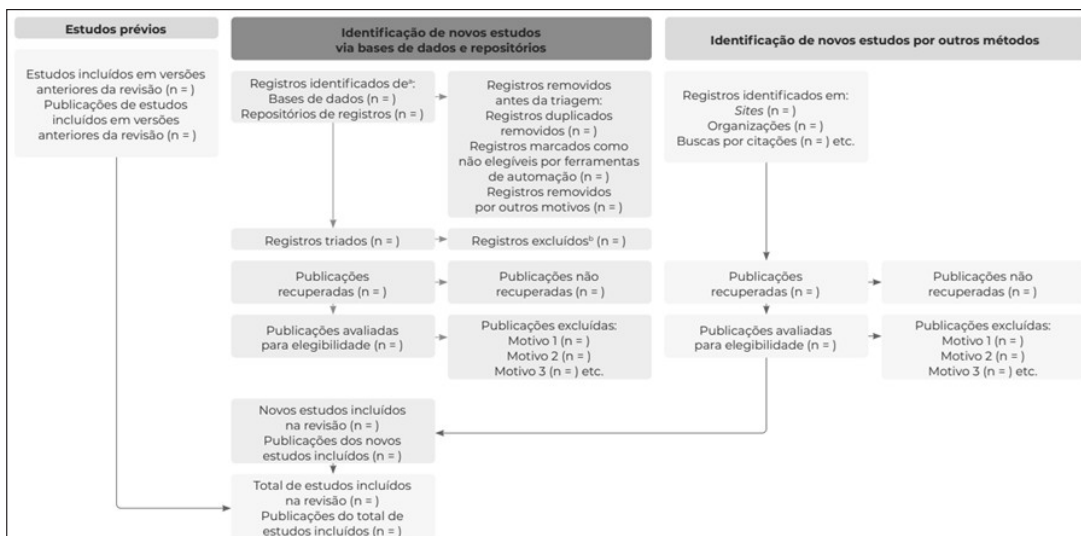 Estudos prévios
Estudos incluídos em versões
anteriores da revisão (n = )
Publicações de estudos
incluídos em versões
anteriores da revisão (n = )
Identificação de novos estudos
via bases de dados e repositórios
Registros identificados deª:
Bases de dados (n = )
Repositórios de registros (n = )
Registros removidos
antes da triagem:
Registros duplicados
removidos (n = )
Registros marcados como
não elegíveis por ferramentas
de automação (n = )
Registros removidos
por outros motivos (n = )
Registros triados (n = )
Registros excluídosᵇ (n = )
Publicações
recuperadas (n = )
Publicações não
recuperadas (n = )
Publicações avaliadas
para elegibilidade (n = )
Publicações excluídas:
Motivo 1 (n = )
Motivo 2 (n = )
Motivo 3 (n = ) etc.
Novos estudos incluídos
na revisão (n = )
Publicações dos novos
estudos incluídos (n = )
Total de estudos incluídos
na revisão (n = )
Publicações do total de
estudos incluídos (n = )
Identificação de novos estudos por outros métodos
Registros identificados em:
Sites (n = )
Organizações (n = )
Buscas por citações (n = ) etc.
Publicações
recuperadas (n = )
Publicações não
recuperadas (n = )
Publicações avaliadas
para elegibilidade (n = )
Publicações excluídas:
Motivo 1 (n = )
Motivo 2 (n = )
Motivo 3 (n = ) etc.